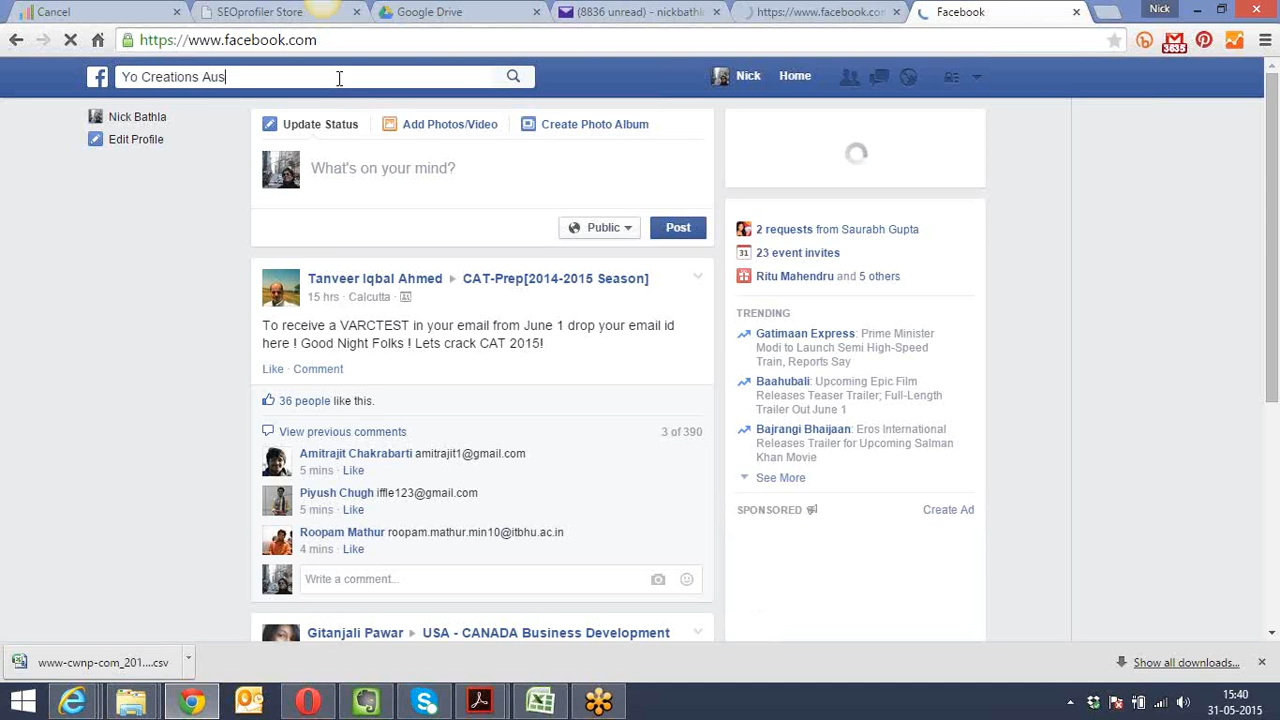 Cancel
SEOprofiler Store
Google Drive
(8836 unread) - nickbathk
https://www.facebook.com/
Facebook
Nick
https://www.facebook.com
3635
Yo Creations Aus
Nick
Home
Nick Bathla
Edit Profile
Update Status
Add Photos/Video
Create Photo Album
What's on your mind?
Public
Post
Tanveer Iqbal Ahmed ▸ CAT-Prep[2014-2015 Season]
15 hrs · Calcutta ·
To receive a VARCTEST in your email from June 1 drop your email id
here ! Good Night Folks ! Lets crack CAT 2015!
Like · Comment
36 people like this.
View previous comments
3 of 390
Amitrajit Chakrabarti amitrajit1@gmail.com
5 mins · Like
Piyush Chugh iffle123@gmail.com
5 mins · Like
Roopam Mathur roopam.mathur.min10@itbhu.ac.in
4 mins · Like
Write a comment...
Gitanjali Pawar ▸ USA - CANADA Business Development
2 requests from Saurabh Gupta
31
23 event invites
Ritu Mahendru and 5 others
TRENDING
Gatimaan Express: Prime Minister
Modi to Launch Semi High-Speed
Train, Reports Say
Baahubali: Upcoming Epic Film
Releases Teaser Trailer; Full-Length
Trailer Out June 1
Bajrangi Bhaijaan: Eros International
Releases Trailer for Upcoming Salman
Khan Movie
See More
SPONSORED
Create Ad
www-cwnp-com_201....csv
Show all downloads...
15:40
31-05-2015